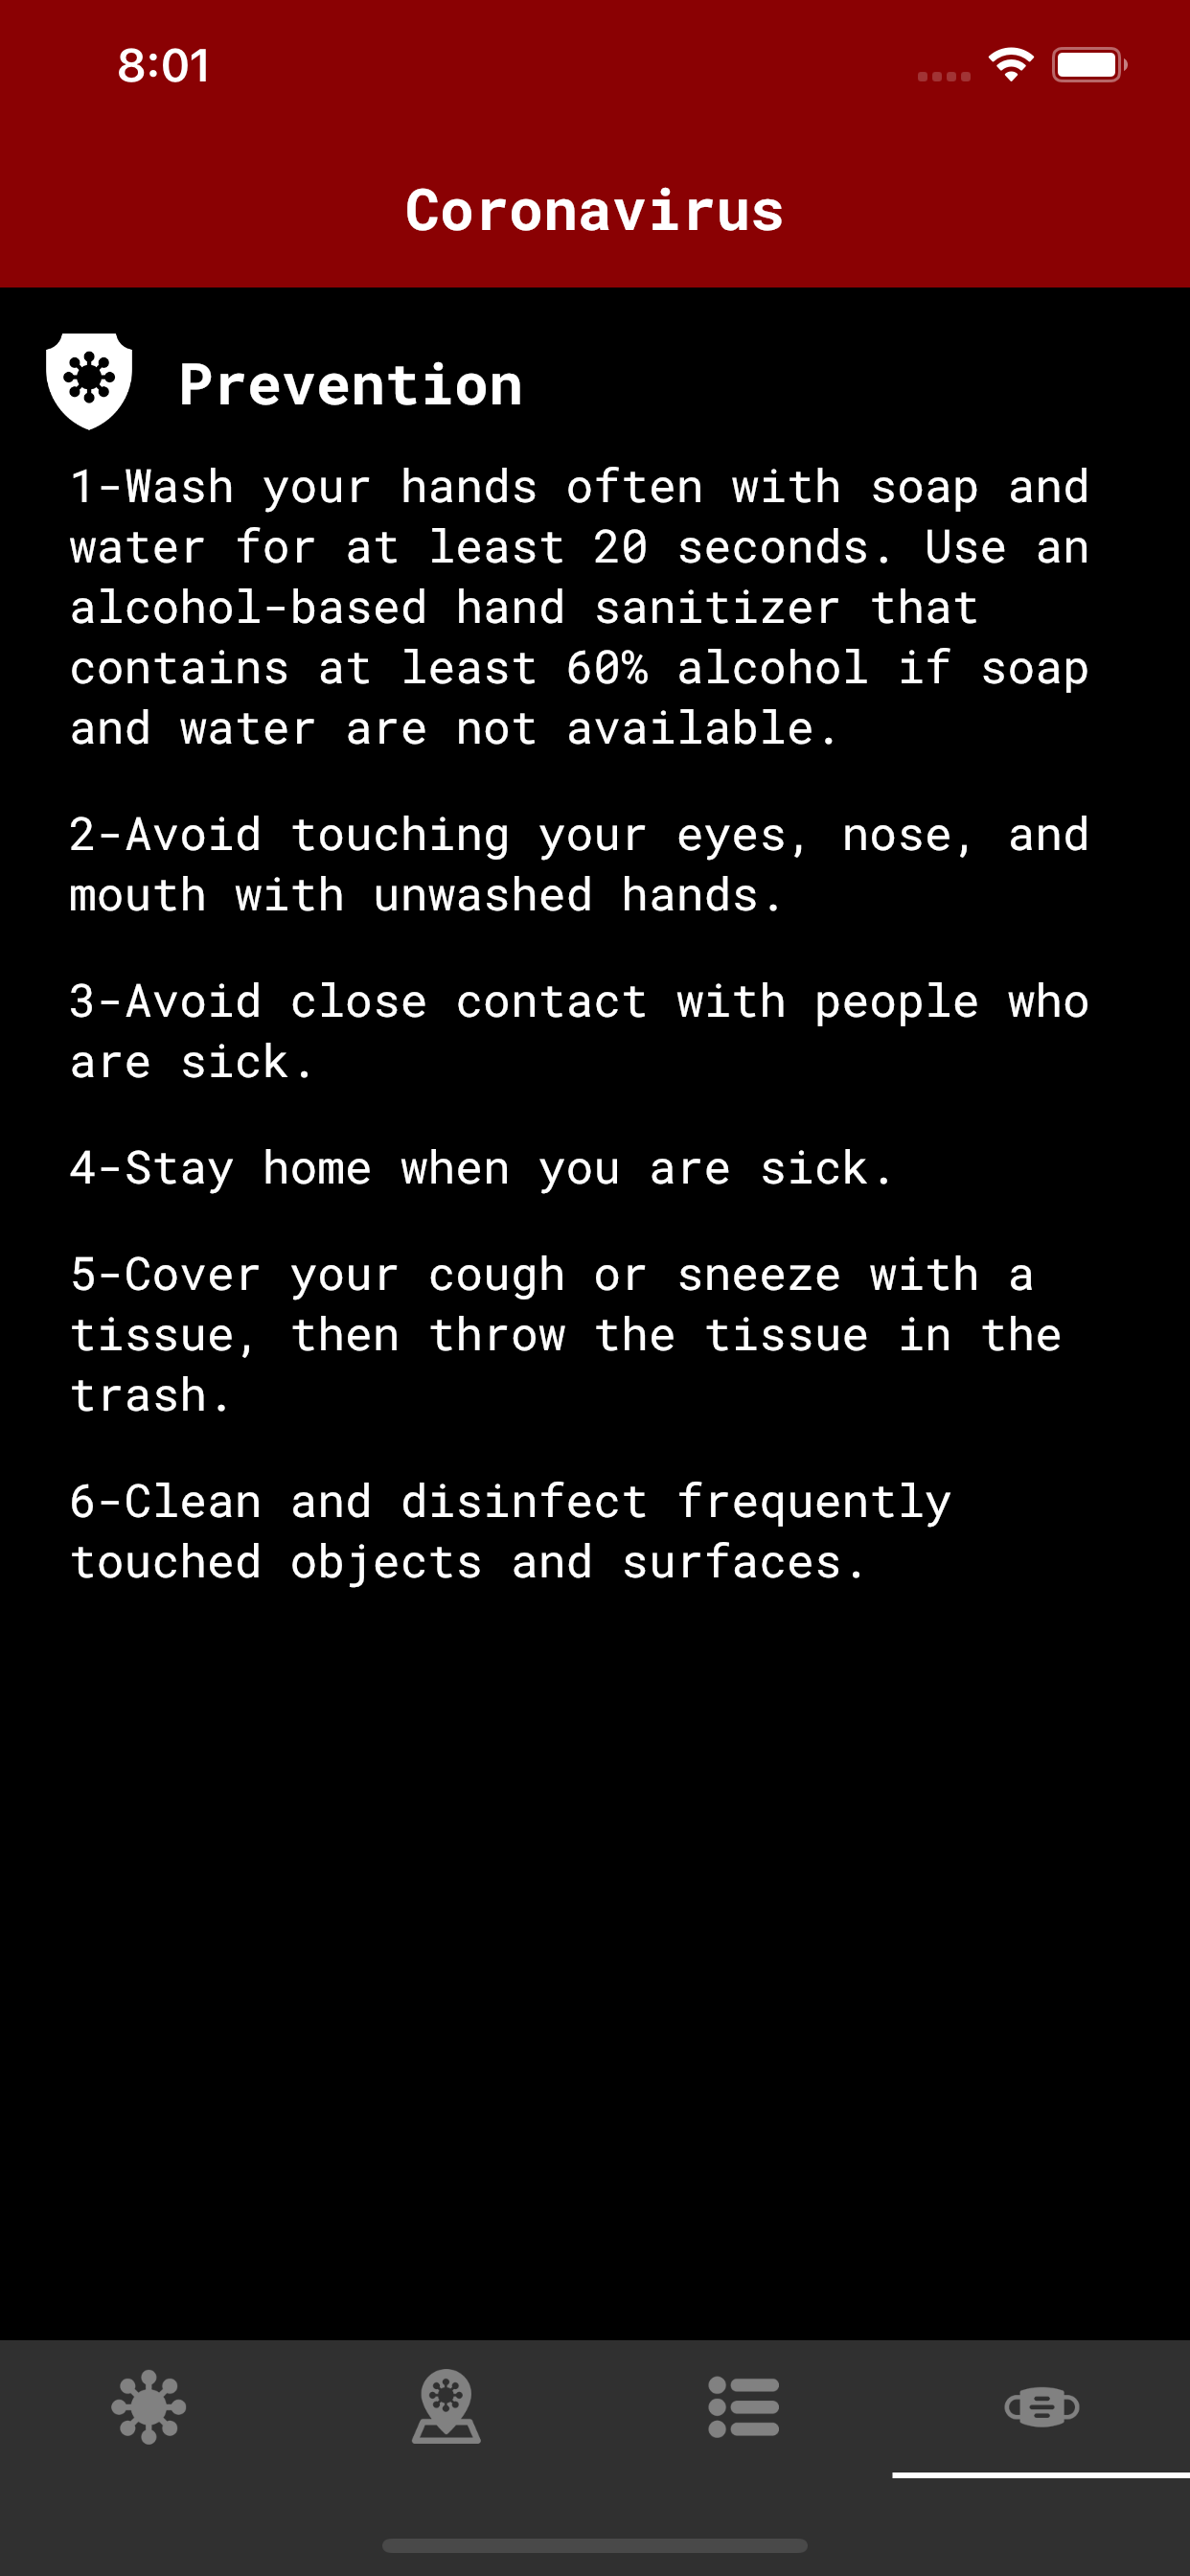 8:01
Coronavirus
Prevention
1-Wash your hands often with soap and
water for at least 20 seconds. Use an
alcohol-based hand sanitizer that
contains at least 60% alcohol if soap
and water are not available.
2-Avoid touching your eyes, nose, and
mouth with unwashed hands.
3-Avoid close contact with people who
are sick.
4-Stay home when you are sick.
5-Cover your cough or sneeze with a
tissue, then throw the tissue in the
trash.
6-Clean and disinfect frequently
touched objects and surfaces.